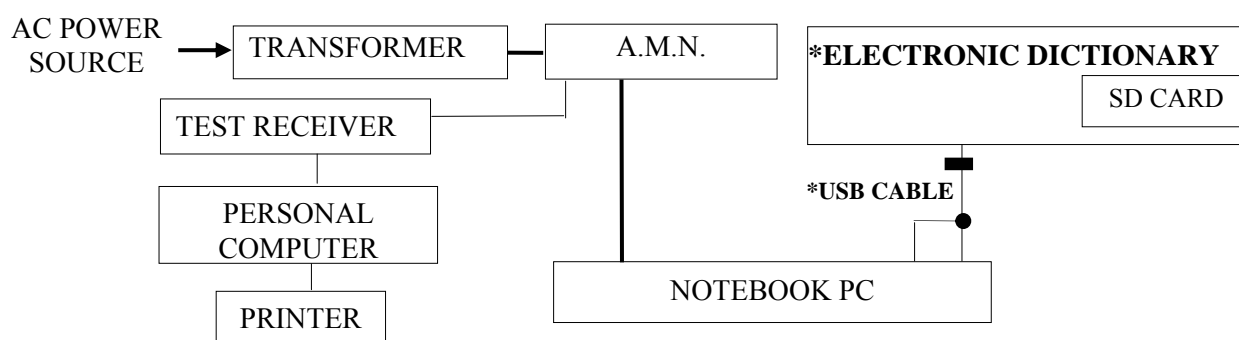 AC POWER
SOURCE
TRANSFORMER
A.M.N.
*ELECTRONIC DICTIONARY
SD CARD
TEST RECEIVER
*USB CABLE
PERSONAL
COMPUTER
NOTEBOOK PC
PRINTER